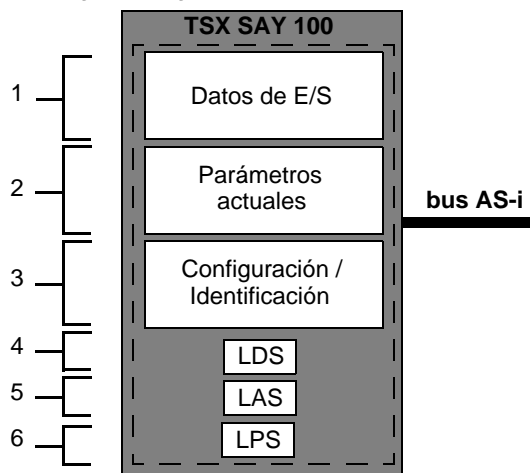 TSX SAY 100
1
Datos de E/S
2
Parámetros
actuales
bus AS-i
3
Configuración /
Identificación
4
LDS
5
LAS
6
LPS